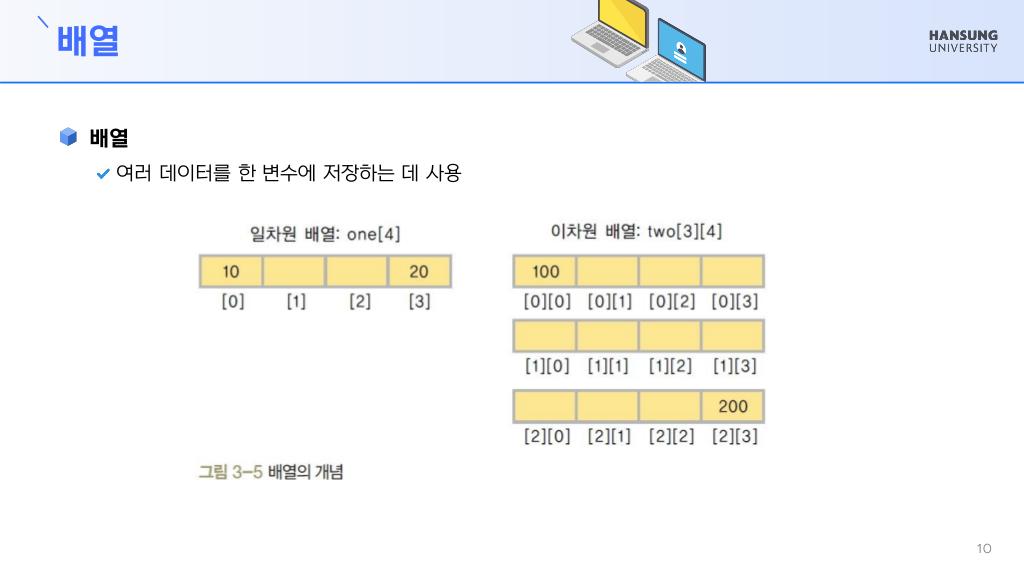 배열
HANSUNG
UNIVERSITY
배열
여러 데이터를 한 변수에 저장하는 데 사용
일차원 배열: one[4]
10 20
[0] [1] [2] [3]
이차원 배열: two[3][4]
100
[0][0] [0][1] [0][2] [0][3]
[1][0] [1][1] [1][2] [1][3]
200
[2][0] [2][1] [2][2] [2][3]
그림 3-5 배열의 개념
10